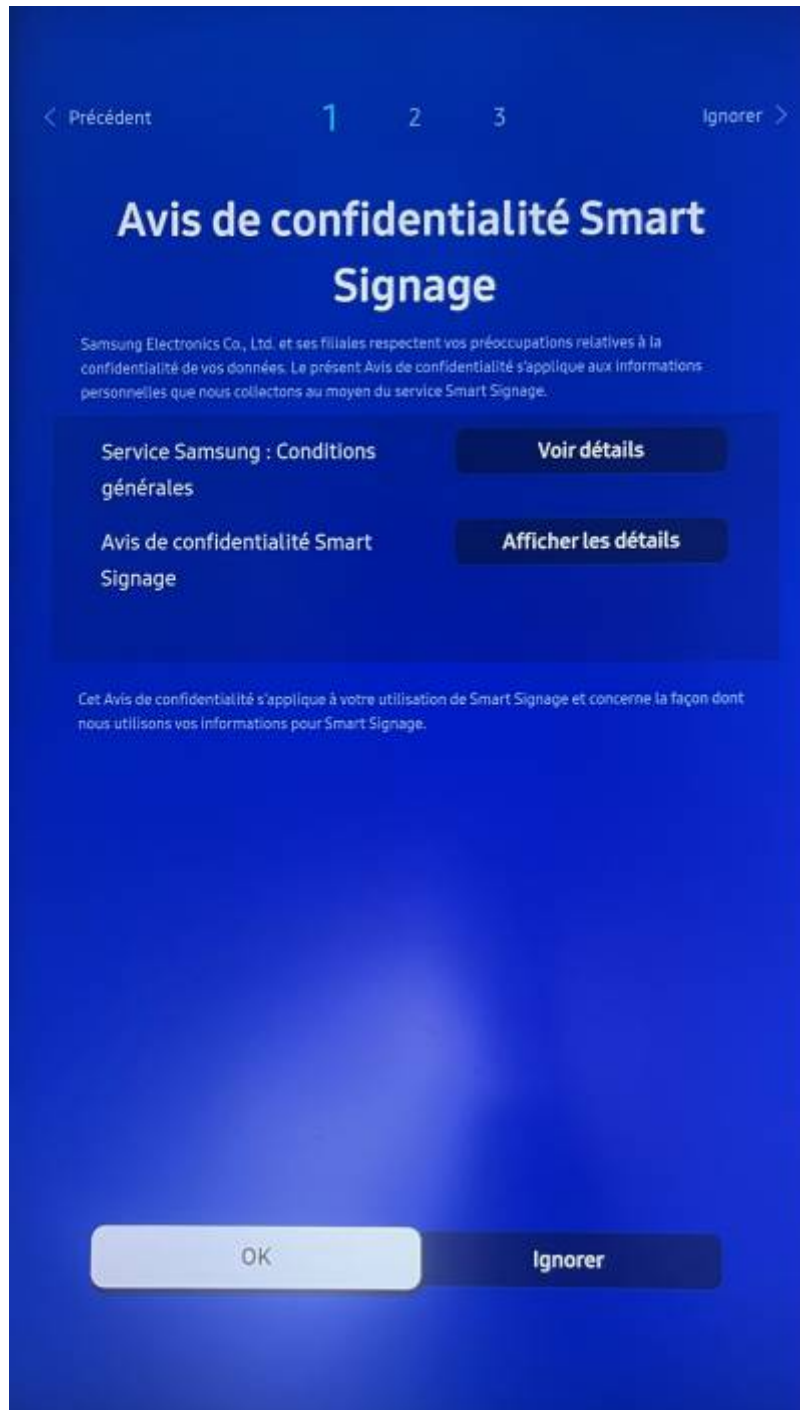 < Précédent 1 2 3 Ignorer >
Avis de confidentialité Smart
Signage
Samsung Electronics Co., Ltd. et ses filiales respectent vos préoccupations relatives à la
confidentialité de vos données. Le présent Avis de confidentialité s'applique aux informations
personnelles que nous collectons au moyen du service Smart Signage.
Service Samsung : Conditions
générales
Voir détails
Avis de confidentialité Smart
Signage
Afficher les détails
Cet Avis de confidentialité s'applique à votre utilisation de Smart Signage et concerne la façon dont
nous utilisons vos informations pour Smart Signage.
OK Ignorer